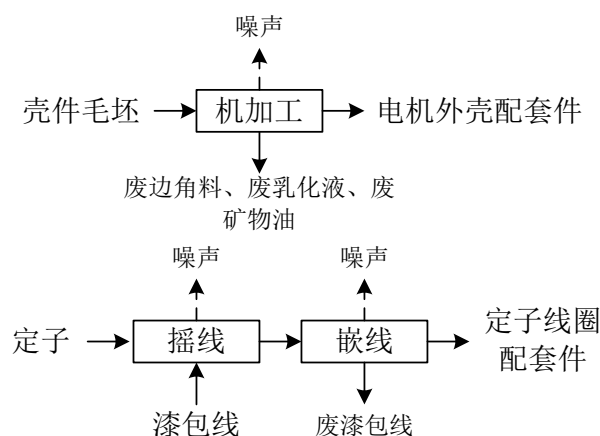 噪声
壳件毛坯
机加工
电机外壳配套件
废边角料、废乳化液、废
矿物油
噪声
噪声
定子
摇线
嵌线
定子线圈
配套件
漆包线
废漆包线